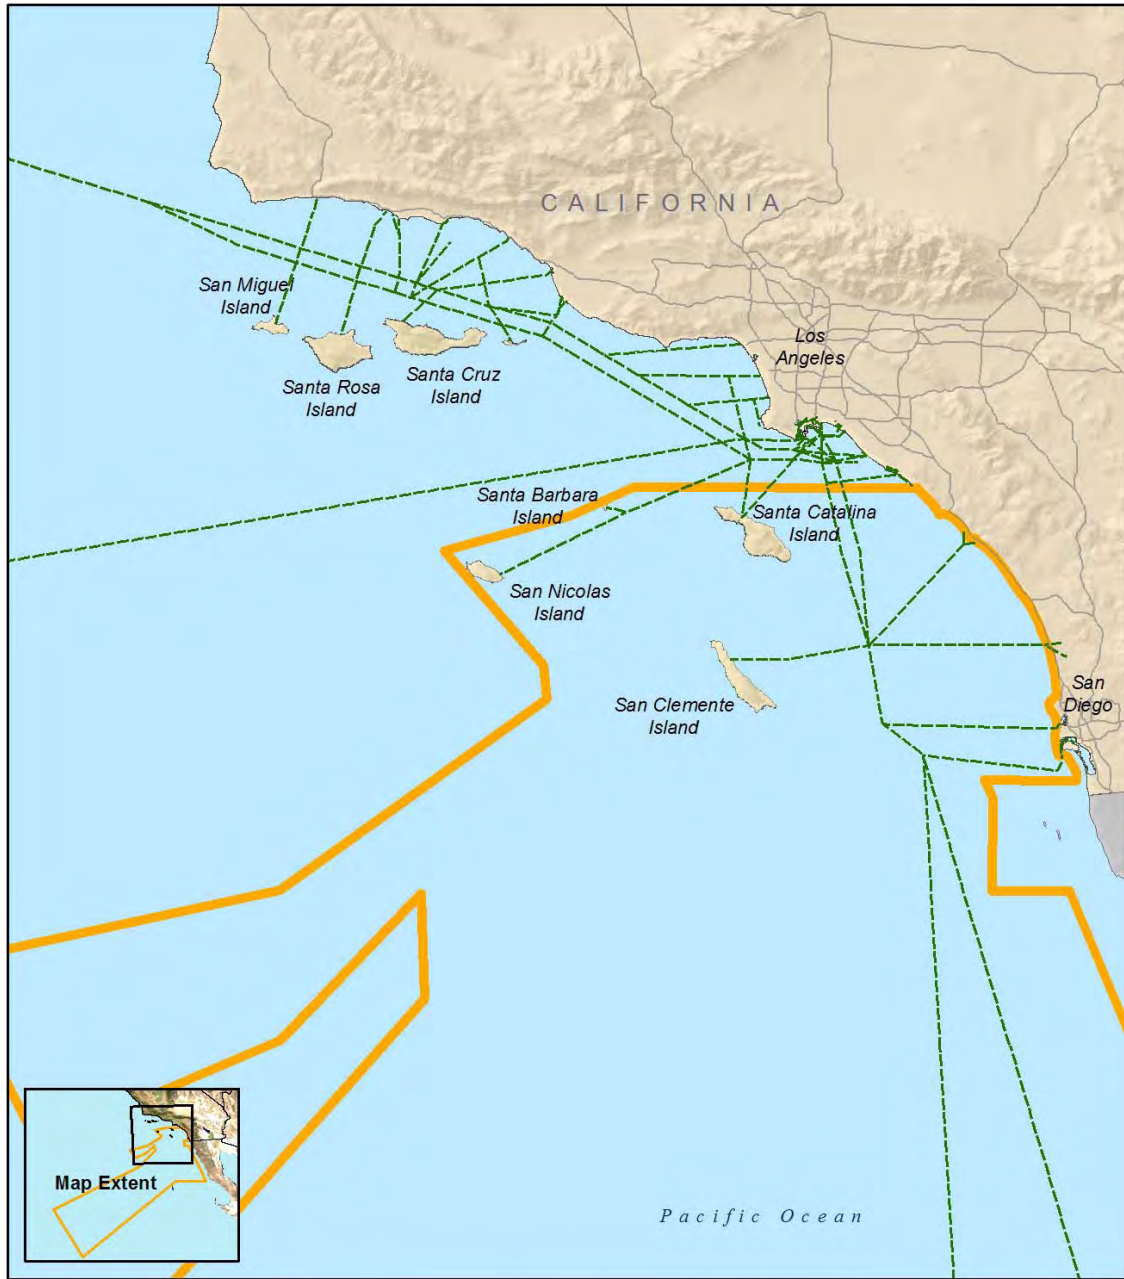 CALIFORNIA
San Miguel
Island
Los
Angeles
Santa Cruz
Island
Santa Rosa
Island
Santa Barbara
Island
Santa Catalina
Island
San Nicolas
Island
San
Diego
San Clemente
Island
Map Extent
Pacific Ocean